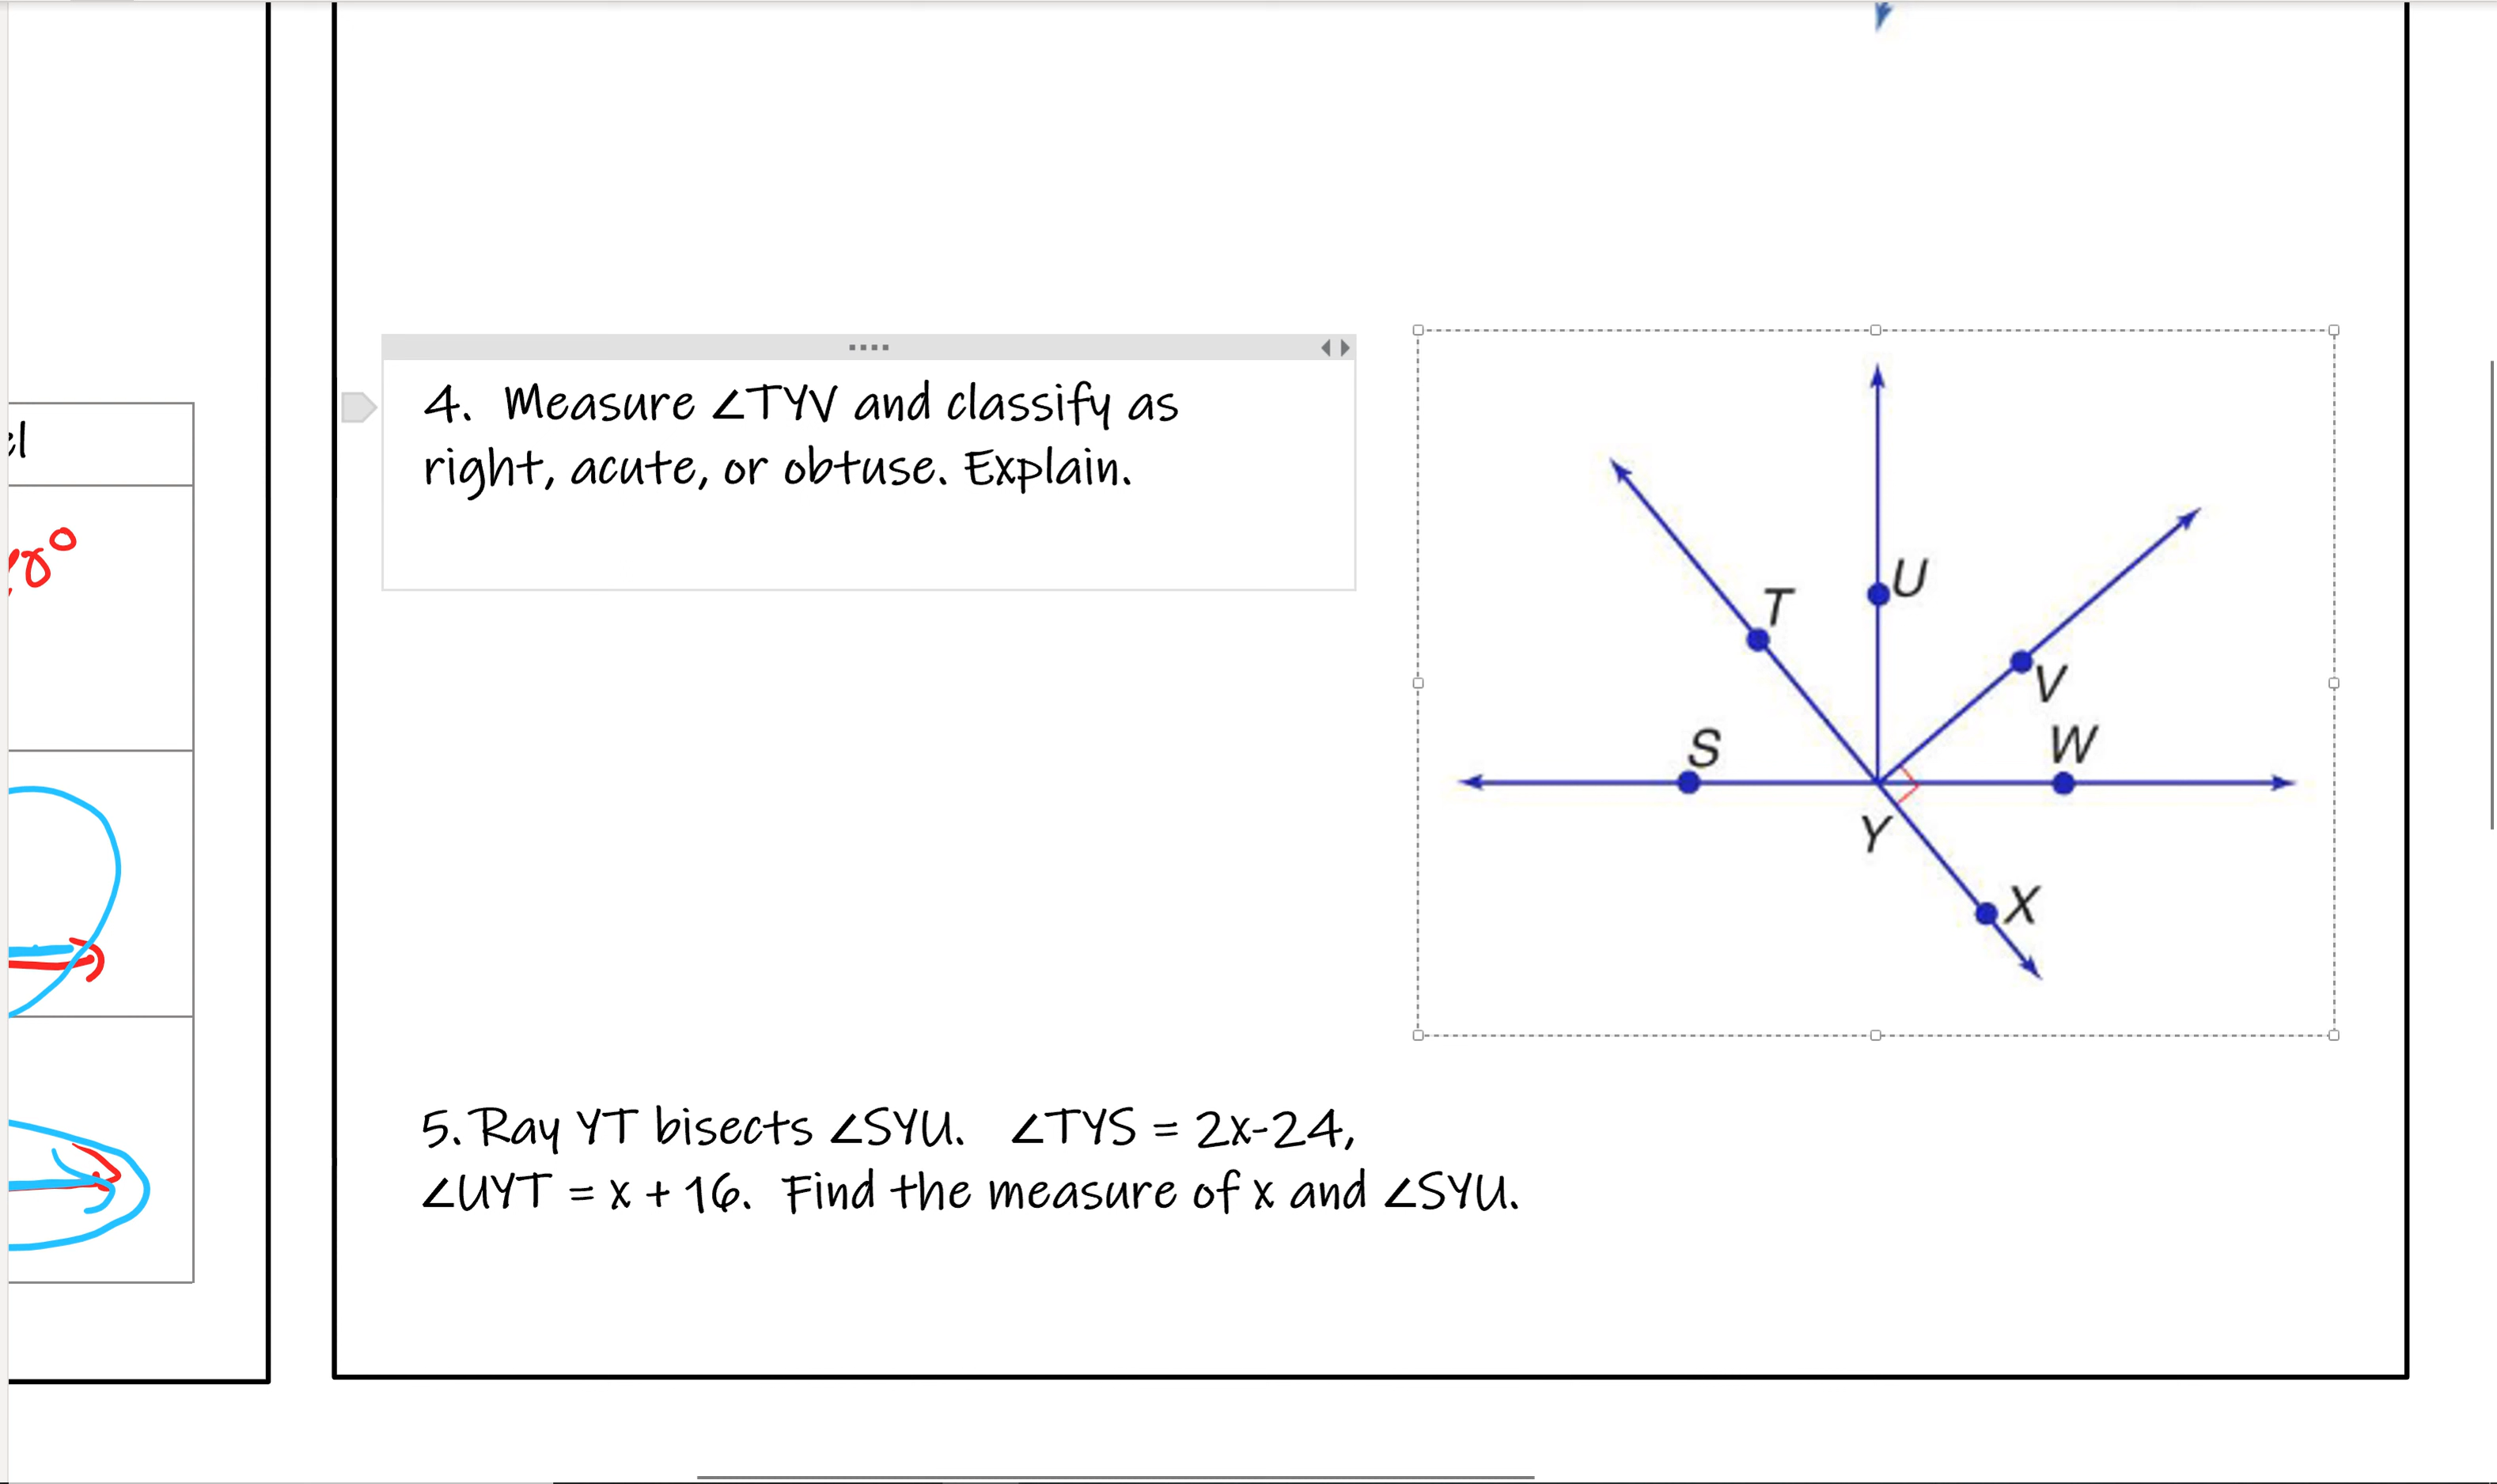 el
4. Measure ∠TYV and classify as
right, acute, or obtuse. Explain.
U
T
V
S
W
Y
X
5. Ray YT bisects ∠SYU. ∠TYS = 2x-24,
∠UYT = x + 16. Find the measure of x and ∠SYU.